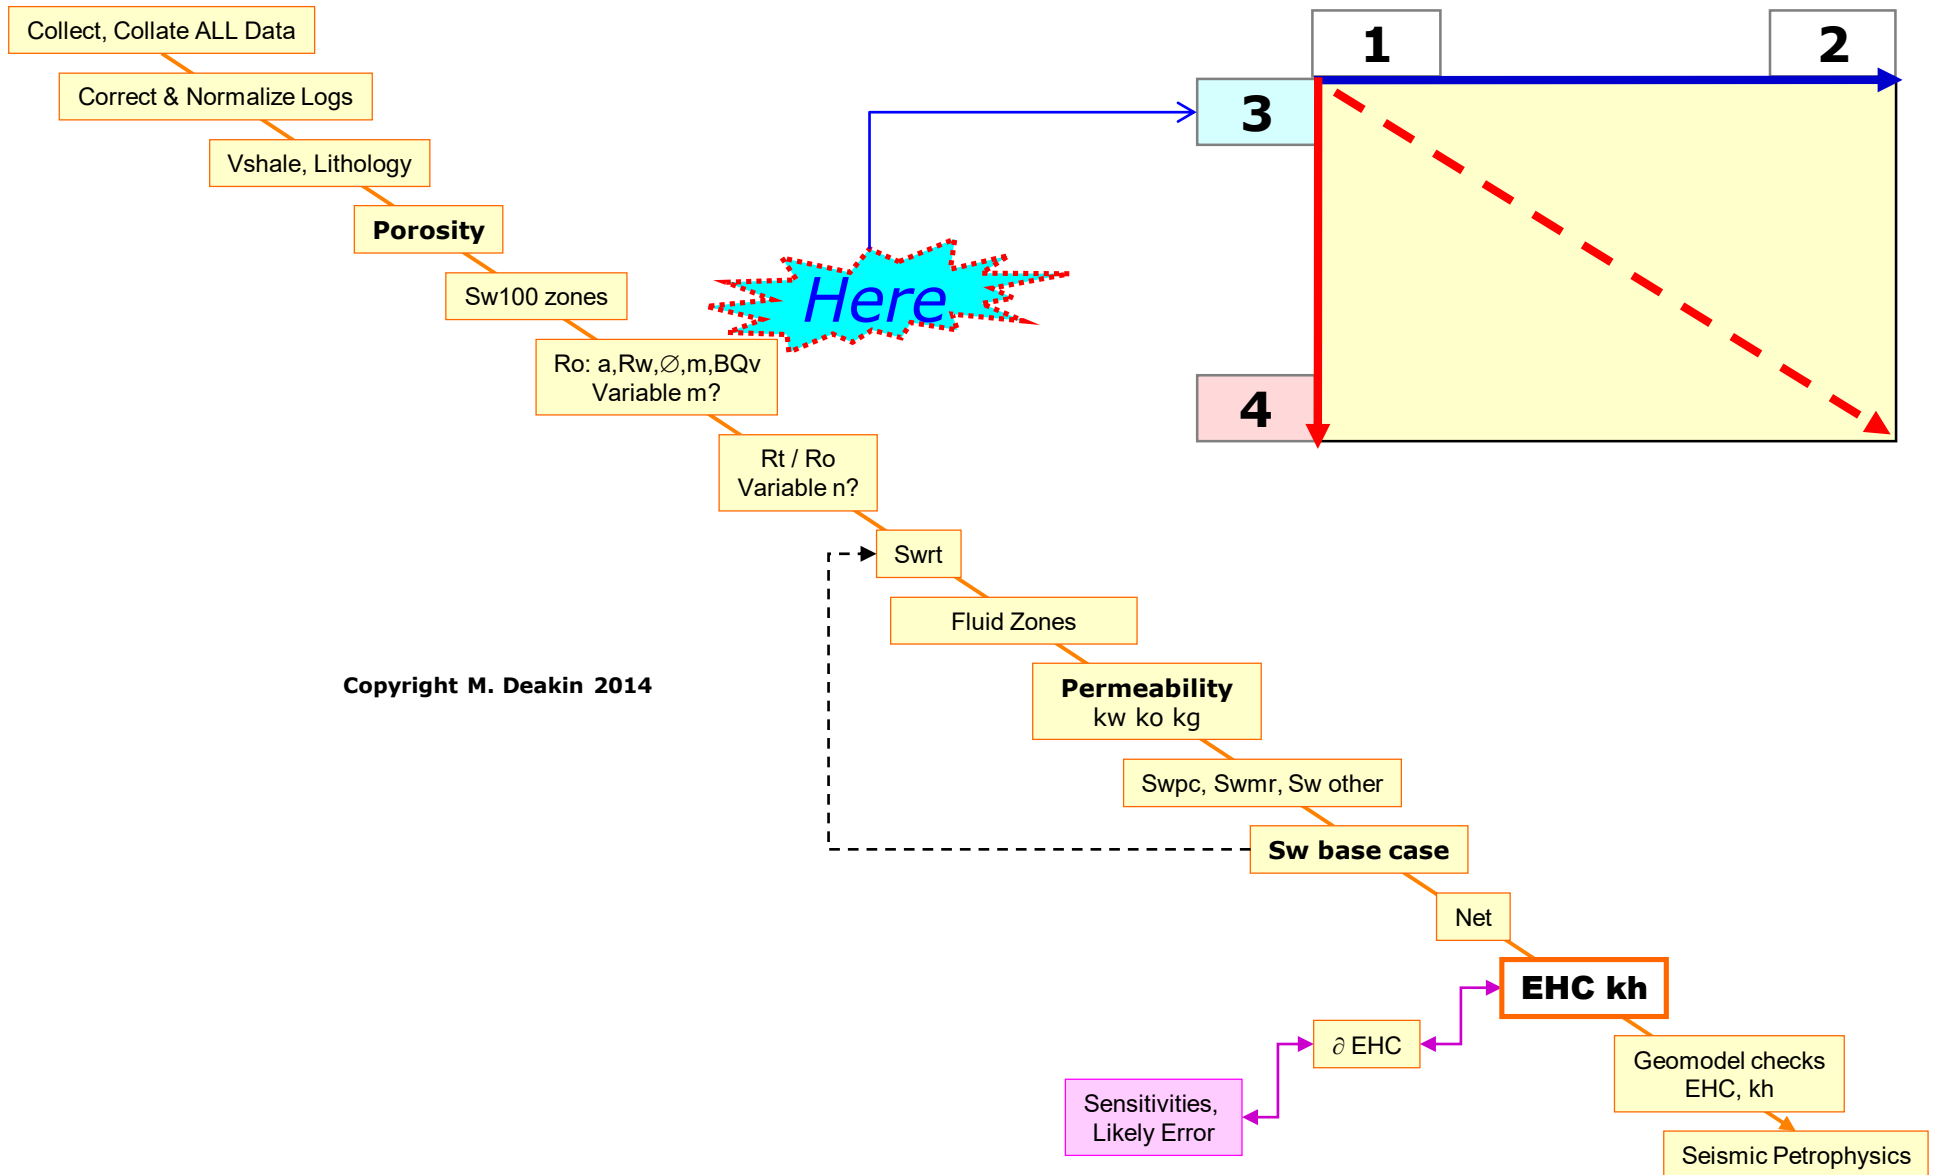 Collect, Collate ALL Data
Correct & Normalize Logs
Vshale, Lithology
Porosity
Sw100 zones
Ro: a,Rw,∅,m,BQv
Variable m?
Rt / Ro
Variable n?
Swrt
Fluid Zones
Permeability
kw ko kg
Swpc, Swmr, Sw other
Sw base case
Net
EHC kh
∂ EHC
Sensitivities,
Likely Error
Geomodel checks
EHC, kh
Seismic Petrophysics
Here
1
2
3
4
Copyright M. Deakin 2014